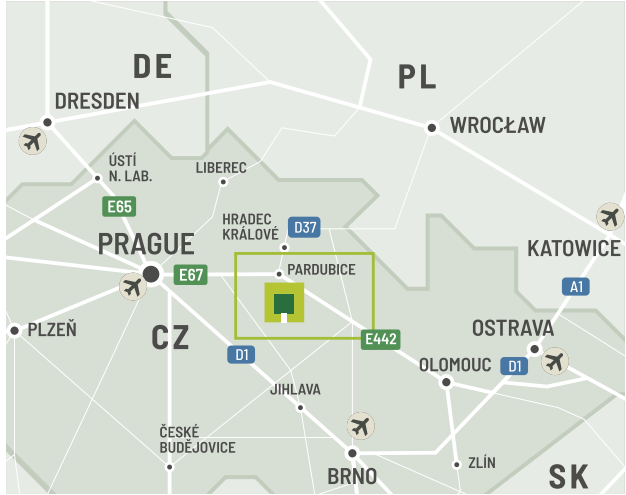 DE
PL
DRESDEN
WROCŁAW
ÚSTÍ
N. LAB.
LIBEREC
E65
HRADEC
KRÁLOVÉ
D37
PRAGUE
KATOWICE
E67
PARDUBICE
A1
PLZEŇ
CZ
OSTRAVA
E442
D1
OLOMOUC
D1
JIHLAVA
ČESKÉ
BUDĚJOVICE
ZLÍN
BRNO
SK